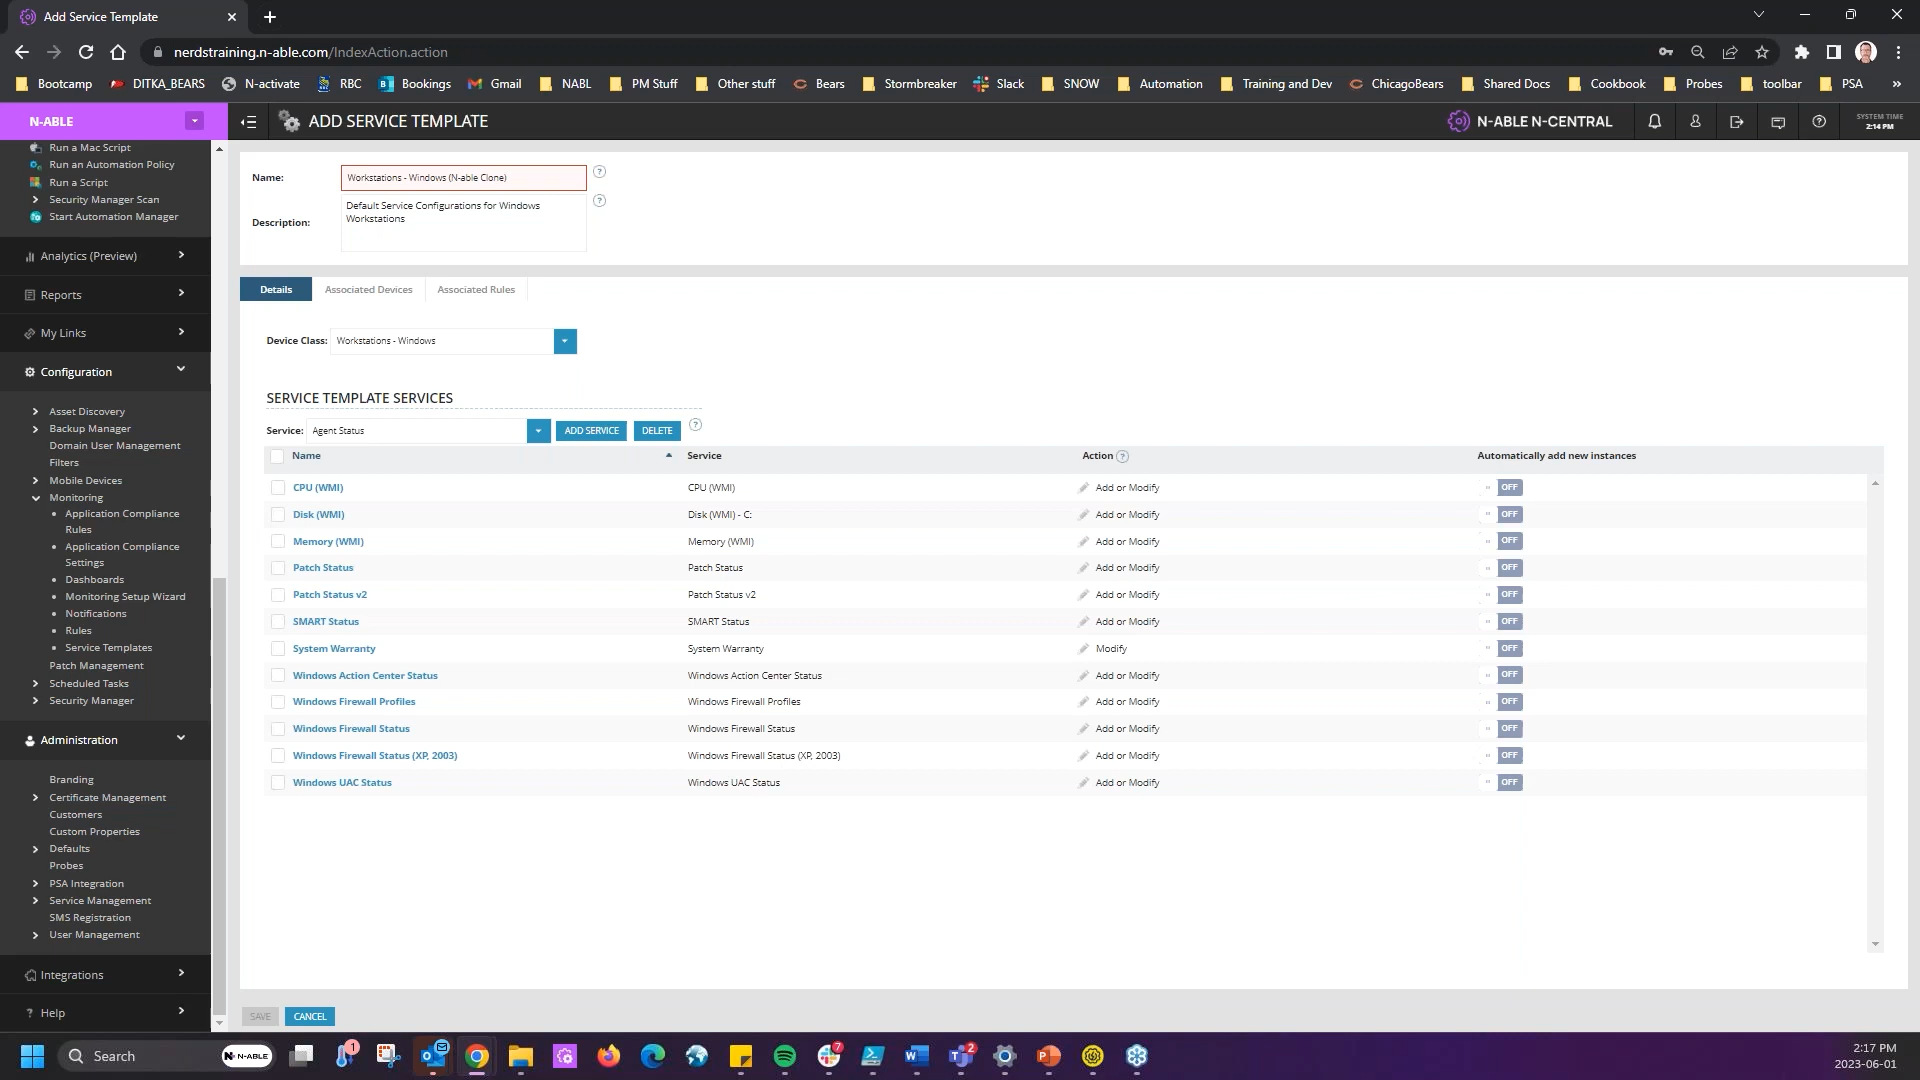 Add Service Template
nerdstraining.n-able.com/IndexAction.action
Bootcamp
DITKA_BEARS
N-activate
RBC
Bookings
Gmail
NABL
PM Stuff
Other stuff
Bears
Stormbreaker
Slack
SNOW
Automation
Training and Dev
ChicagoBears
Shared Docs
Cookbook
Probes
toolbar
PSA
»
N-ABLE
ADD SERVICE TEMPLATE
N-ABLE N-CENTRAL
SYSTEM TIME
2:14 PM
Run a Mac Script
Run an Automation Policy
Run a Script
Security Manager Scan
Start Automation Manager
Analytics (Preview)
Reports
My Links
Configuration
Asset Discovery
Backup Manager
Domain User Management
Filters
Mobile Devices
Monitoring
Application Compliance
Rules
Application Compliance
Settings
Dashboards
Monitoring Setup Wizard
Notifications
Rules
Service Templates
Patch Management
Scheduled Tasks
Security Manager
Administration
Branding
Certificate Management
Customers
Custom Properties
Defaults
Probes
PSA Integration
Service Management
SMS Registration
User Management
Integrations
? Help
Name:
Workstations - Windows (N-able Clone)
?
Description:
Default Service Configurations for Windows
Workstations
?
Details
Associated Devices
Associated Rules
Device Class:
Workstations - Windows
SERVICE TEMPLATE SERVICES
Service:
Agent Status
ADD SERVICE
DELETE
?
Name
Service
Action ?
Automatically add new instances
CPU (WMI) CPU (WMI) Add or Modify OFF
Disk (WMI) Disk (WMI) - C: Add or Modify OFF
Memory (WMI) Memory (WMI) Add or Modify OFF
Patch Status Patch Status Add or Modify OFF
Patch Status v2 Patch Status v2 Add or Modify OFF
SMART Status SMART Status Add or Modify OFF
System Warranty System Warranty Modify OFF
Windows Action Center Status Windows Action Center Status Add or Modify OFF
Windows Firewall Profiles Windows Firewall Profiles Add or Modify OFF
Windows Firewall Status Windows Firewall Status Add or Modify OFF
Windows Firewall Status (XP, 2003) Windows Firewall Status (XP, 2003) Add or Modify OFF
Windows UAC Status Windows UAC Status Add or Modify OFF
SAVE
CANCEL
Search
N-ABLE
1
7
2
2:17 PM
2023-06-01